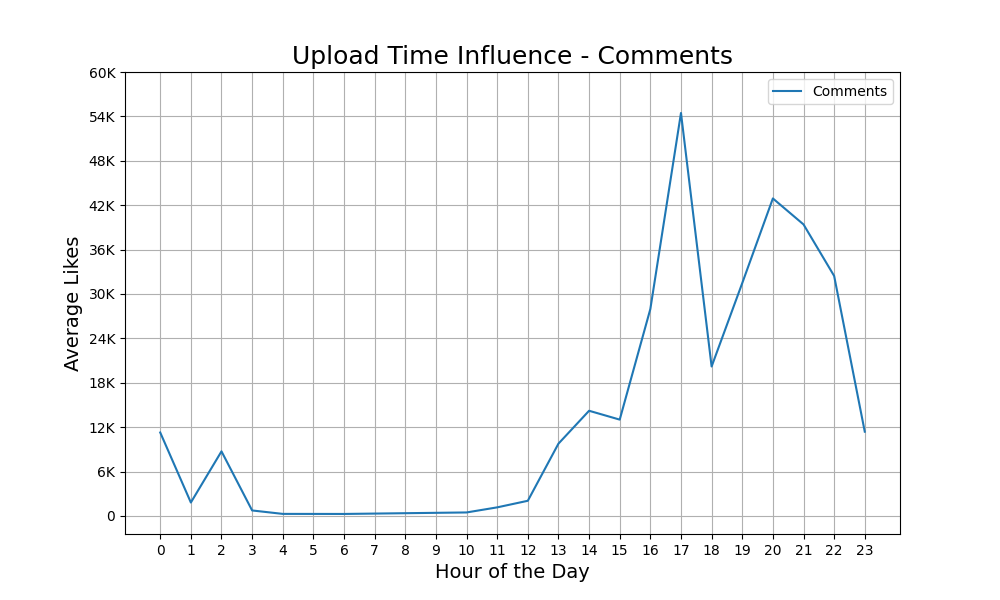 Upload Time Influence - Comments
60K
54K
48K
42K
36K
30K
24K
18K
12K
6K
0
Average Likes
Comments
0 1 2 3 4 5 6 7 8 9 10 11 12 13 14 15 16 17 18 19 20 21 22 23
Hour of the Day